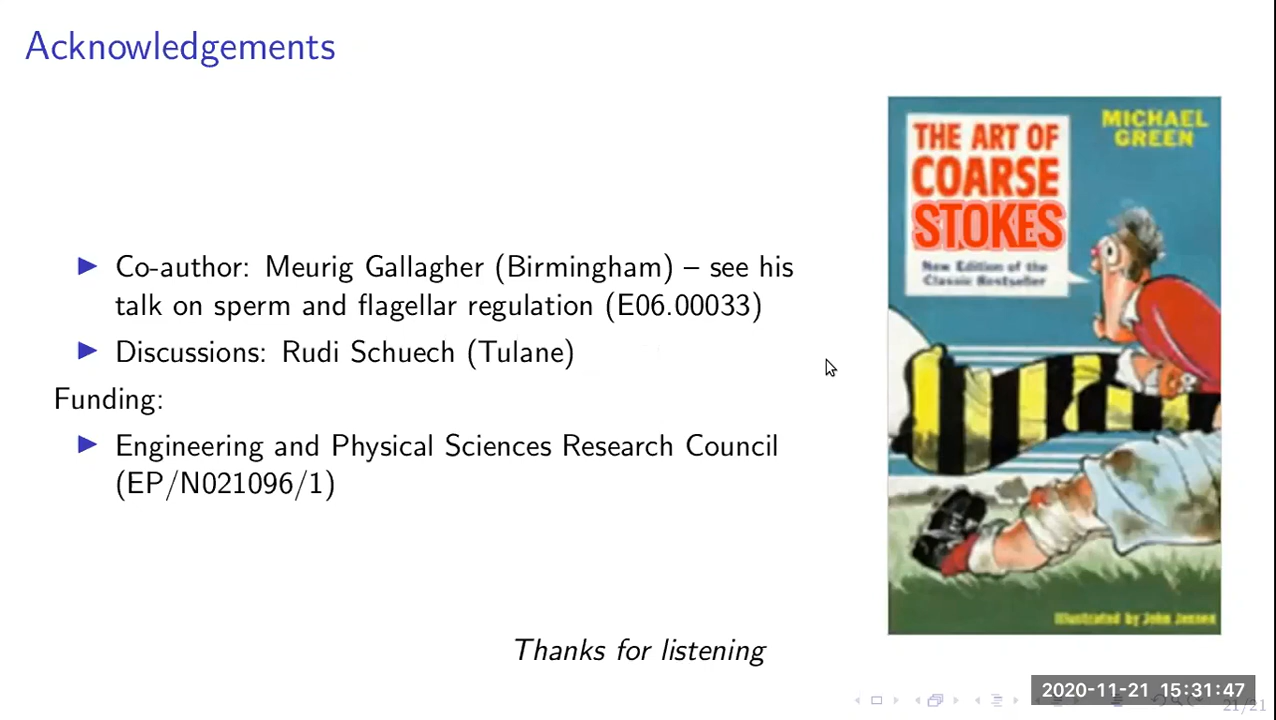 Acknowledgements
MICHAEL
GREEN
THE ART OF
COARSE
STOKES
New Edition of the
Classic Bestseller
▶ Co-author: Meurig Gallagher (Birmingham) – see his
talk on sperm and flagellar regulation (E06.00033)
▶ Discussions: Rudi Schuech (Tulane)
Funding:
▶ Engineering and Physical Sciences Research Council
(EP/N021096/1)
Illustrated by John Jensen
Thanks for listening
2020-11-21 15:31:47
21/21